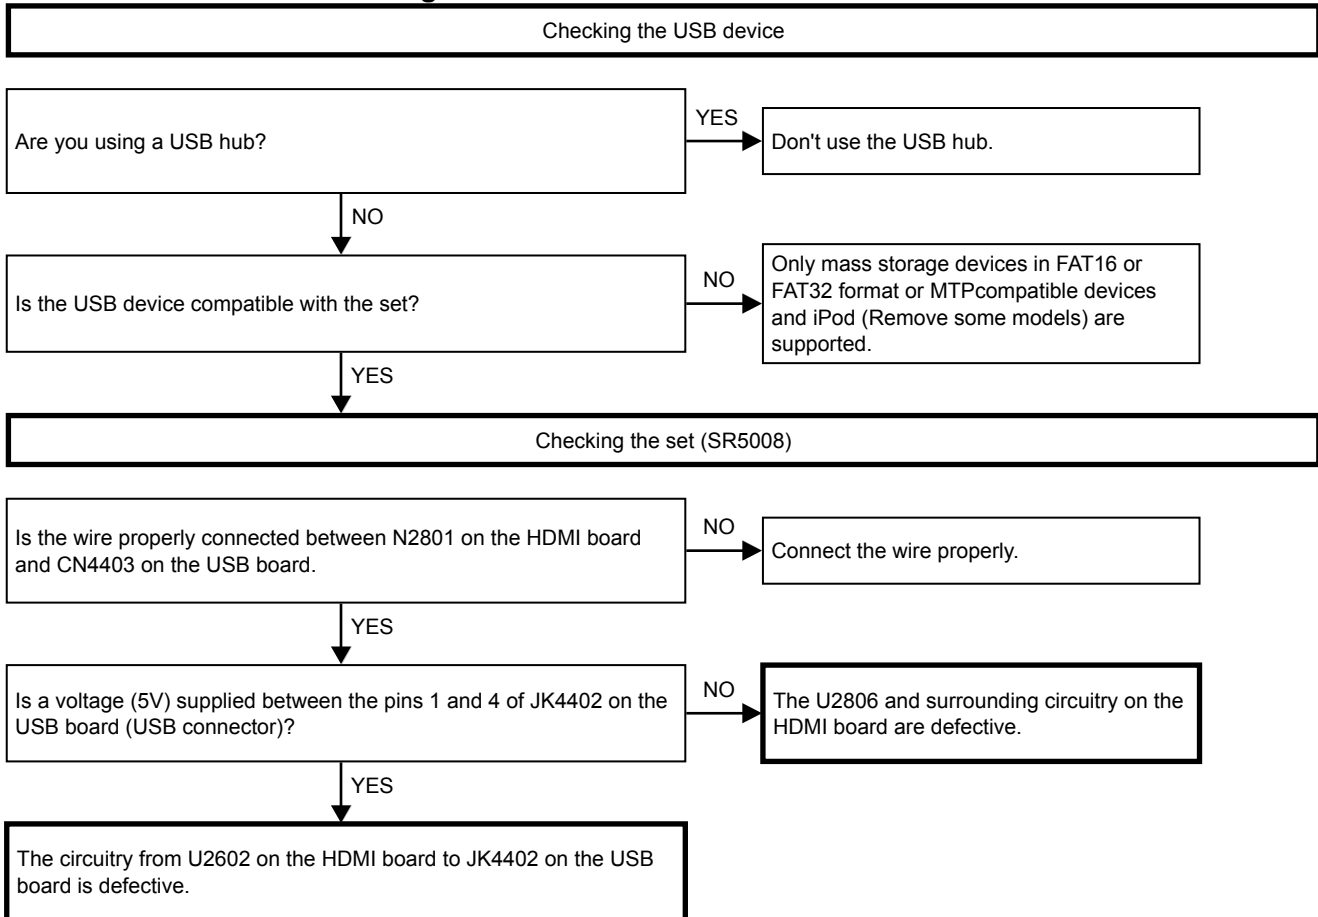 Checking the USB device
Are you using a USB hub?
YES
Don't use the USB hub.
NO
Is the USB device compatible with the set?
NO
Only mass storage devices in FAT16 or
FAT32 format or MTPcompatible devices
and iPod (Remove some models) are
supported.
YES
Checking the set (SR5008)
Is the wire properly connected between N2801 on the HDMI board
and CN4403 on the USB board.
NO
Connect the wire properly.
YES
Is a voltage (5V) supplied between the pins 1 and 4 of JK4402 on the
USB board (USB connector)?
NO
The U2806 and surrounding circuitry on the
HDMI board are defective.
YES
The circuitry from U2602 on the HDMI board to JK4402 on the USB
board is defective.